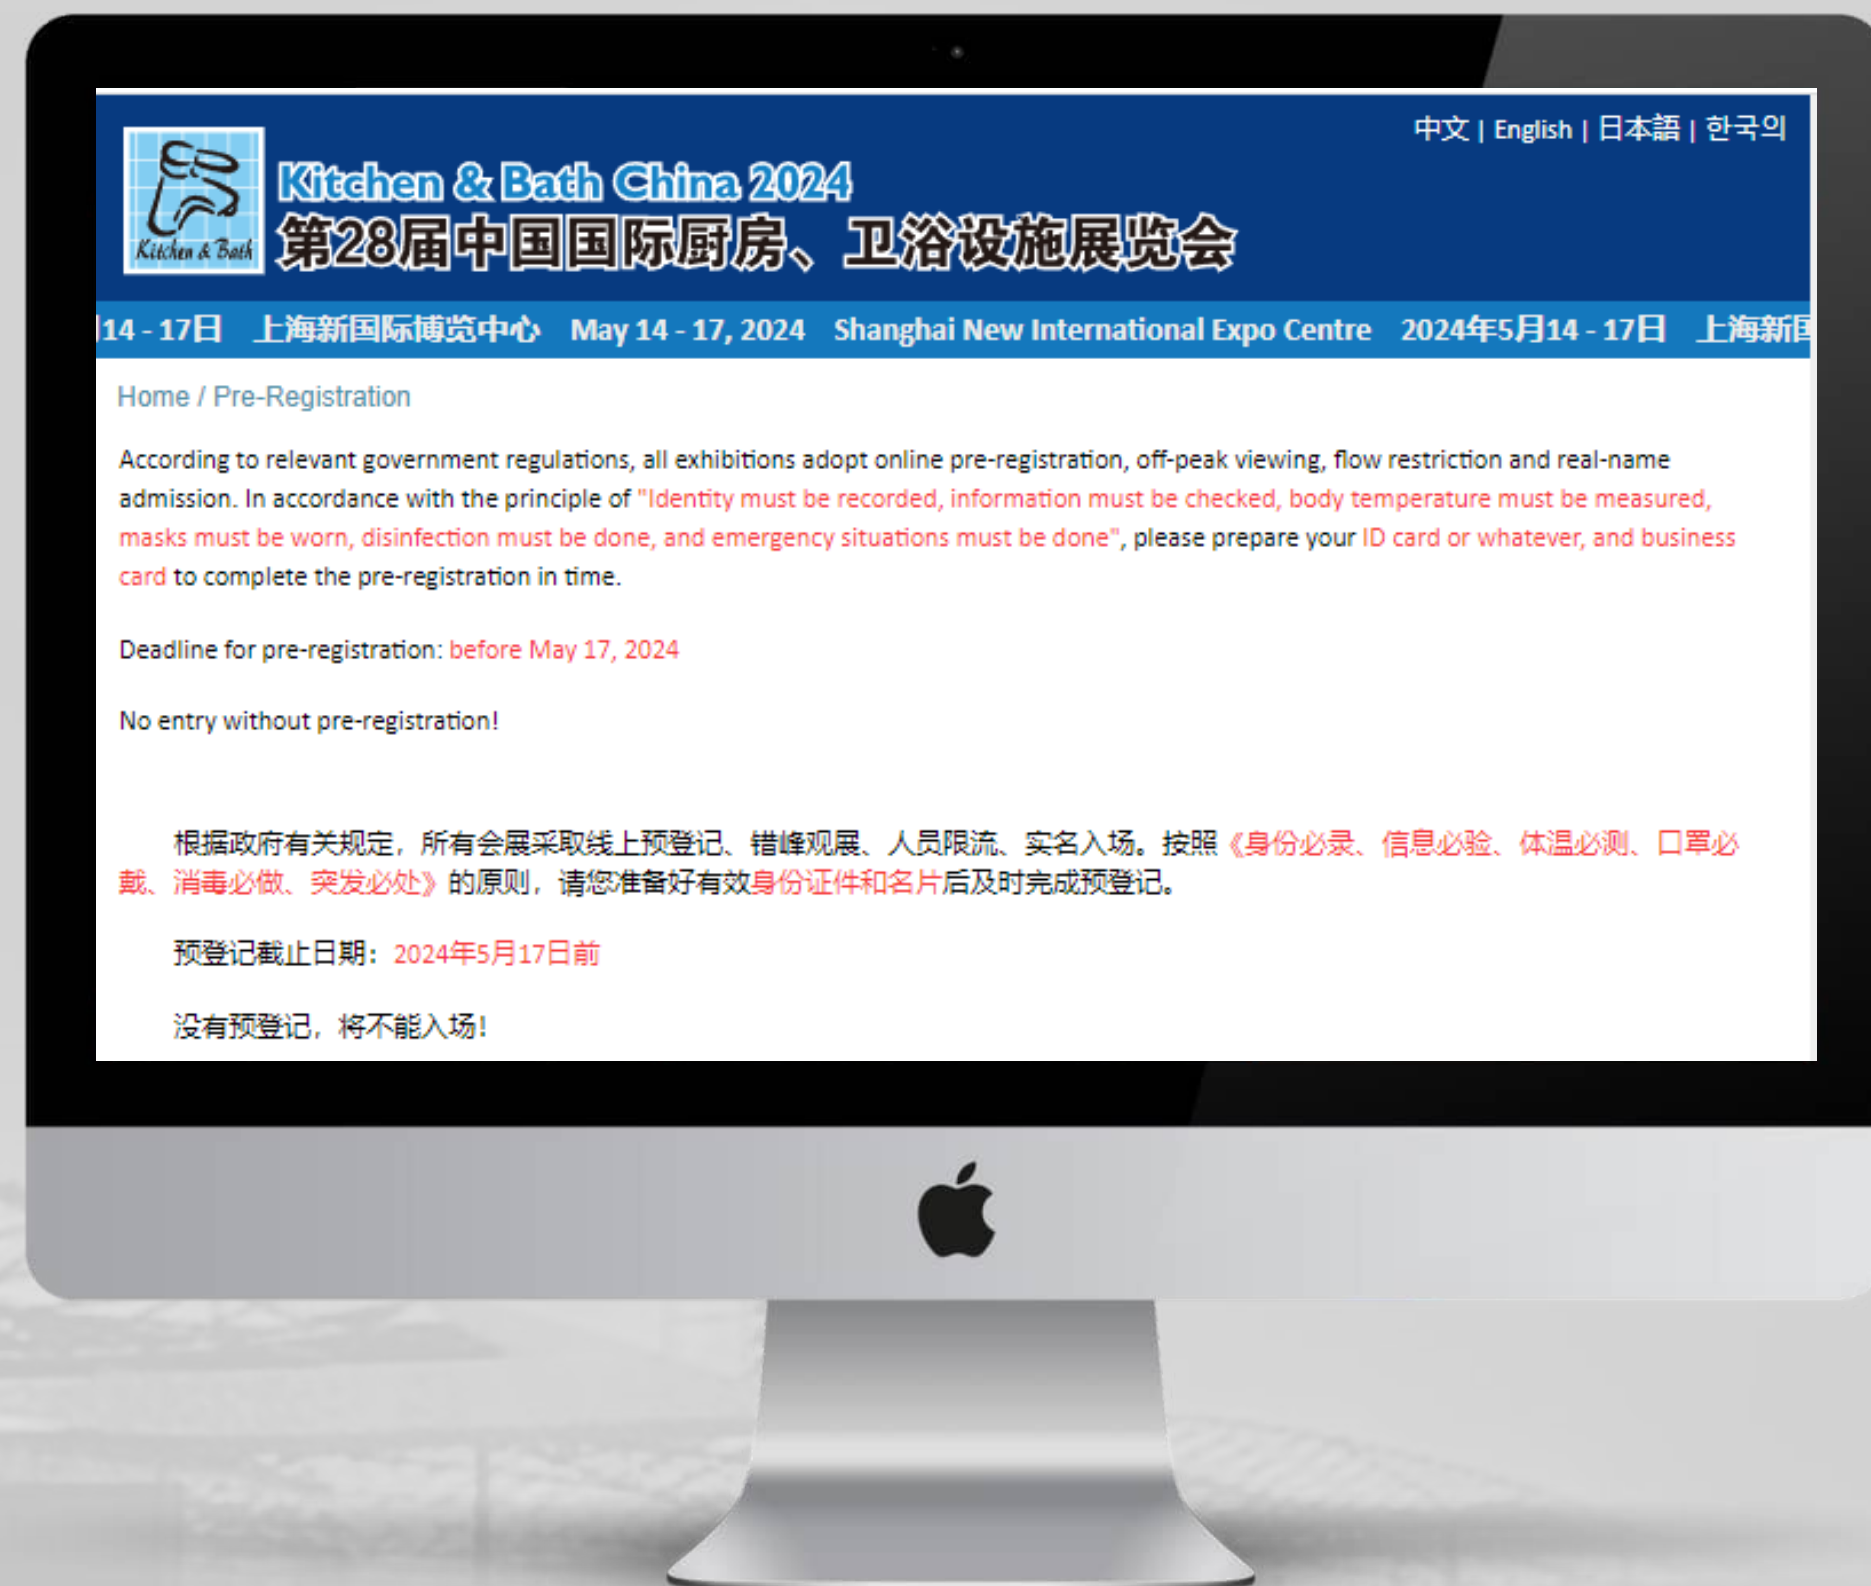 中文 | English | 日本語 | 한국의
Kitchen & Bath
Kitchen & Bath China 2024
第28届中国国际厨房、卫浴设施展览会
14 - 17日 上海新国际博览中心 May 14 - 17, 2024 Shanghai New International Expo Centre 2024年5月14 - 17日 上海新国
Home / Pre-Registration
According to relevant government regulations, all exhibitions adopt online pre-registration, off-peak viewing, flow restriction and real-name
admission. In accordance with the principle of "Identity must be recorded, information must be checked, body temperature must be measured,
masks must be worn, disinfection must be done, and emergency situations must be done", please prepare your ID card or whatever, and business
card to complete the pre-registration in time.
Deadline for pre-registration: before May 17, 2024
No entry without pre-registration!
根据政府有关规定，所有会展采取线上预登记、错峰观展、人员限流、实名入场。按照《身份必录、信息必验、体温必测、口罩必
戴、消毒必做、突发必处》的原则，请您准备好有效身份证件和名片后及时完成预登记。
预登记截止日期：2024年5月17日前
没有预登记，将不能入场！